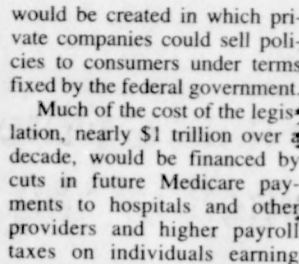 would be created in which pri-
vate companies could sell poli-
cies to consumers under terms
fixed by the federal government.
Much of the cost of the legis-
lation, nearly $1 trillion over a
decade, would be financed by
cuts in future Medicare pay-
ments to hospitals and other
providers and higher payroll
taxes on individuals earning